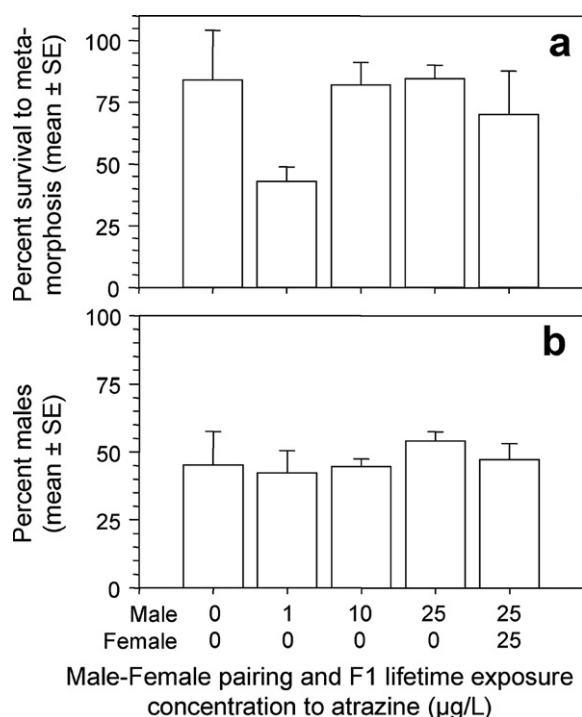 a
Percent survival to meta-
morphosis (mean ± SE)
100
75
50
25
0
b
Percent males
(mean ± SE)
100
75
50
25
0
Male 0 1 10 25 25
Female 0 0 0 0 25
Male-Female pairing and F1 lifetime exposure
concentration to atrazine (µg/L)